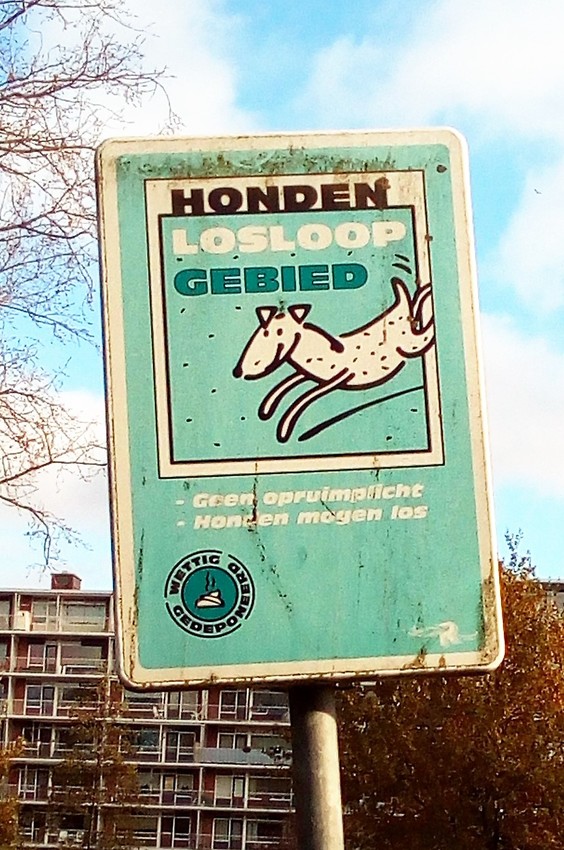 HONDEN
LOSLOOP
GEBIED
- Geen opruimplicht
- Honden mogen los
WETTIG
GEDEPONEERD